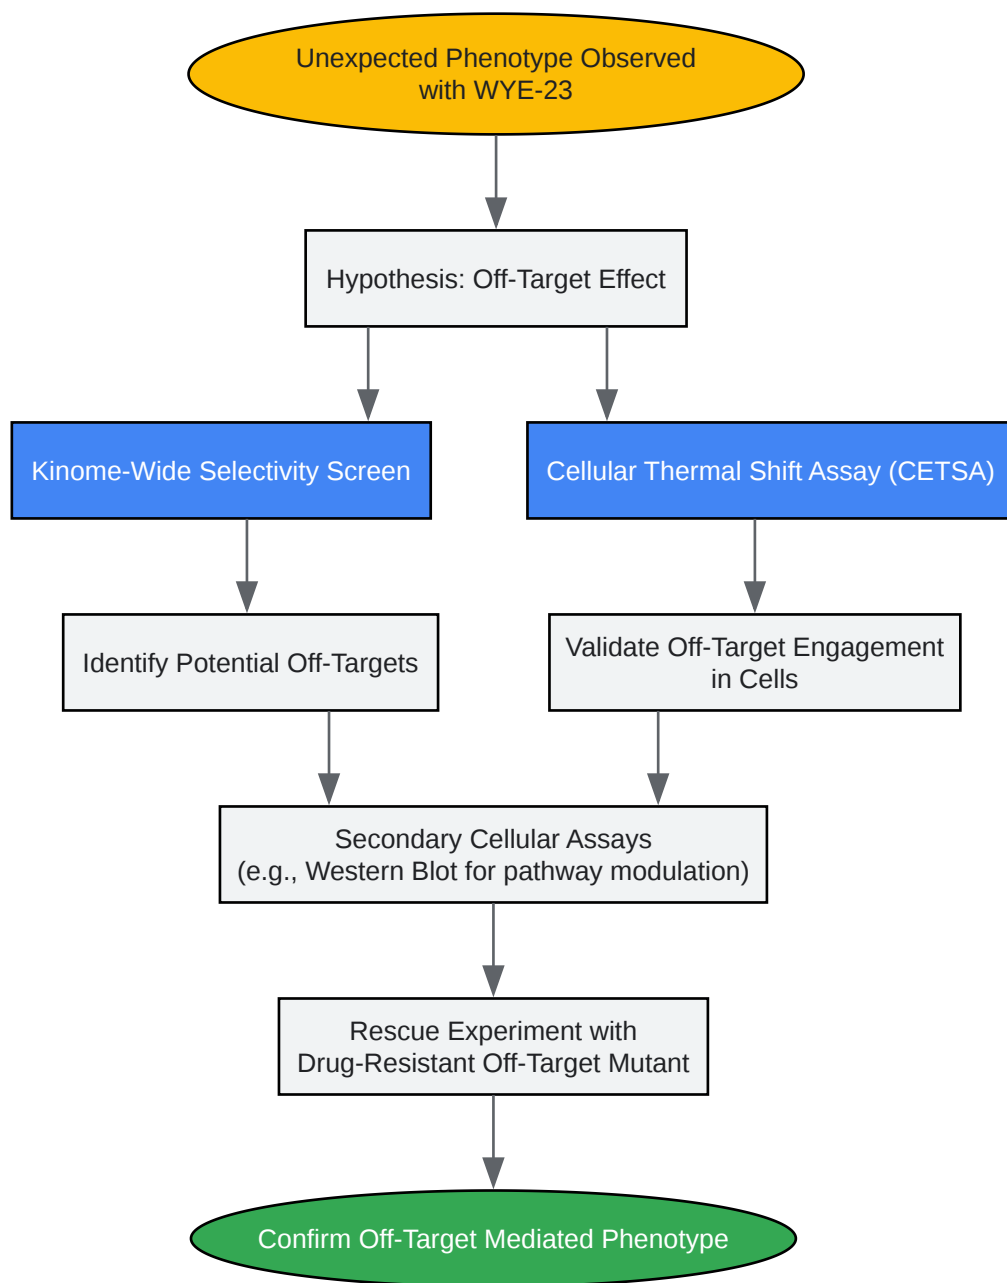 Unexpected Phenotype Observed
with WYE-23
Hypothesis: Off-Target Effect
Kinome-Wide Selectivity Screen
Cellular Thermal Shift Assay (CETSA)
Identify Potential Off-Targets
Validate Off-Target Engagement
in Cells
Secondary Cellular Assays
(e.g., Western Blot for pathway modulation)
Rescue Experiment with
Drug-Resistant Off-Target Mutant
Confirm Off-Target Mediated Phenotype